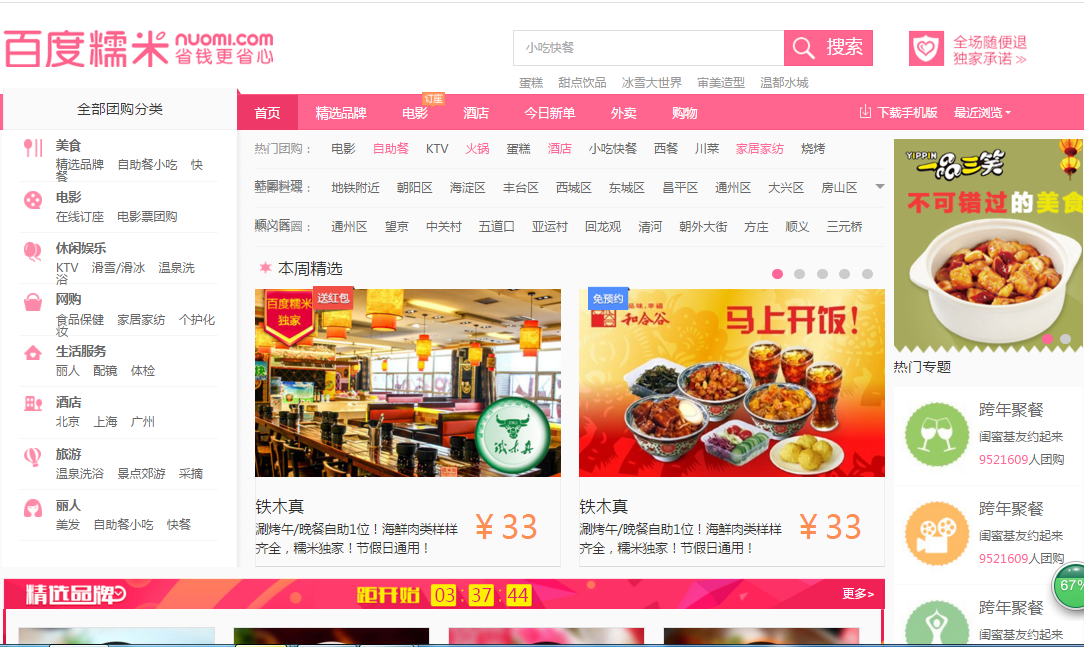 百度糯米 nuomi.com
省钱更省心
小吃快餐
搜索
蛋糕 甜点饮品 冰雪大世界 审美造型 温都水城
全场随便退
独家承诺 >>
全部团购分类
首页 精选品牌 电影 订座 酒店 今日新单 外卖 购物
下载手机版 最近浏览
美食
精选品牌 自助餐小吃 快餐
电影
在线订座 电影票团购
休闲娱乐
KTV 滑雪/滑冰 温泉洗浴
网购
食品保健 家居家纺 个护化妆
生活服务
丽人 配镜 体检
酒店
北京 上海 广州
旅游
温泉洗浴 景点郊游 采摘
丽人
美发 自助餐小吃 快餐
热门团购： 电影 自助餐 KTV 火锅 蛋糕 酒店 小吃快餐 西餐 川菜 家居家纺 烧烤
韩国料理
地铁附近 朝阳区 海淀区 丰台区 西城区 东城区 昌平区 通州区 大兴区 房山区
顺义区
通州区 望京 中关村 五道口 亚运村 回龙观 清河 朝外大街 方庄 顺义 三元桥
本周精选
百度糯米
独家
送红包
铁木真
铁木真
涮烤午/晚餐自助1位！海鲜肉类样样
齐全，糯米独家！节假日通用！
￥33
免预约
和合谷
马上开饭！
铁木真
涮烤午/晚餐自助1位！海鲜肉类样样
齐全，糯米独家！节假日通用！
￥33
YIPPIN
一品三笑
不可错过的美食
热门专题
跨年聚餐
闺蜜基友约起来
9521609人团购
跨年聚餐
闺蜜基友约起来
9521609人团购
跨年聚餐
闺蜜基友约起来
67%
精选品牌
距开始 03 : 37 : 44
更多>